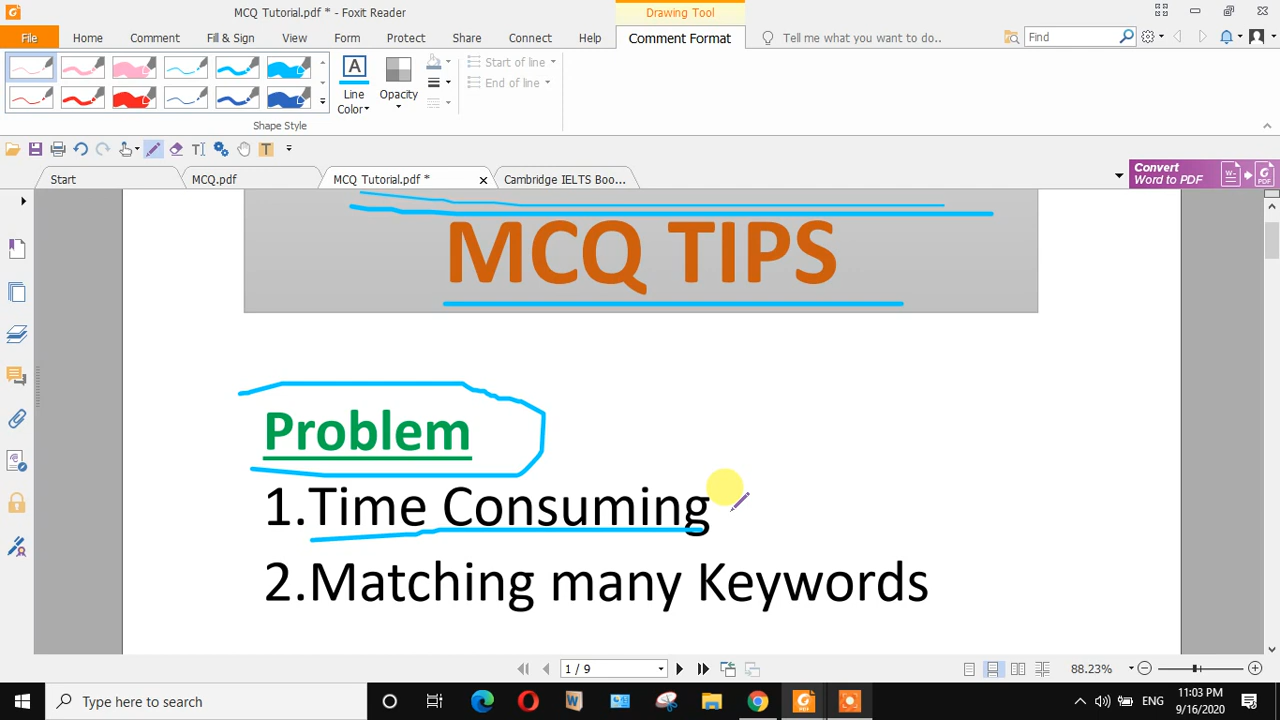 MCQ Tutorial.pdf * - Foxit Reader
Drawing Tool
File
Home
Comment
Fill & Sign
View
Form
Protect
Share
Connect
Help
Comment Format
Tell me what you want to do..
Find
Line
Color
Opacity
Start of line
End of line
Shape Style
Start
MCQ.pdf
MCQ Tutorial.pdf *
Cambridge IELTS Boo...
Convert
Word to PDF
MCQ TIPS
Problem
1.Time Consuming
2.Matching many Keywords
1 / 9
88.23%
Type here to search
ENG
11:03 PM
9/16/2020